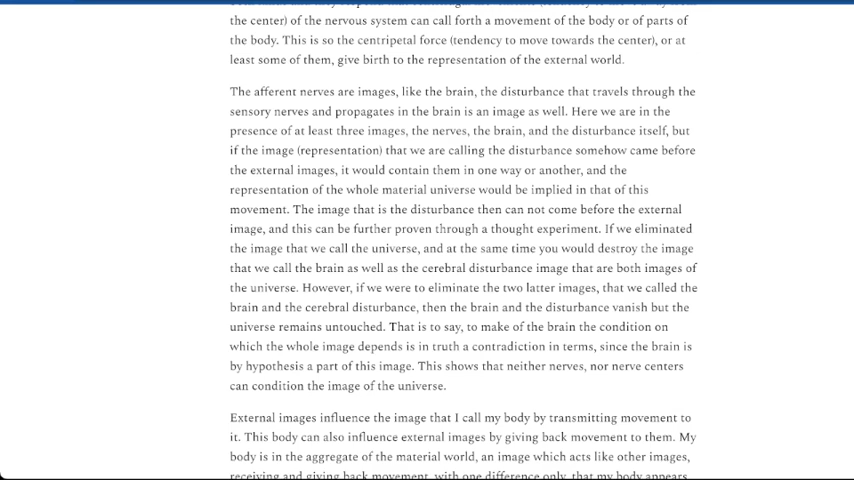 the center) of the nervous system can call forth a movement of the body or of parts of
the body. This is so the centripetal force (tendency to move towards the center), or at
least some of them, give birth to the representation of the external world.
The afferent nerves are images, like the brain, the disturbance that travels through the
sensory nerves and propagates in the brain is an image as well. Here we are in the
presence of at least three images, the nerves, the brain, and the disturbance itself, but
if the image (representation) that we are calling the disturbance somehow came before
the external images, it would contain them in one way or another, and the
representation of the whole material universe would be implied in that of this
movement. The image that is the disturbance then can not come before the external
image, and this can be further proven through a thought experiment. If we eliminated
the image that we call the universe, and at the same time you would destroy the image
that we call the brain as well as the cerebral disturbance image that are both images of
the universe. However, if we were to eliminate the two latter images, that we called the
brain and the cerebral disturbance, then the brain and the disturbance vanish but the
universe remains untouched. That is to say, to make of the brain the condition on
which the whole image depends is in truth a contradiction in terms, since the brain is
by hypothesis a part of this image. This shows that neither nerves, nor nerve centers
can condition the image of the universe.
External images influence the image that I call my body by transmitting movement to
it. This body can also influence external images by giving back movement to them. My
body is in the aggregate of the material world, an image which acts like other images,
receiving and giving back movement, with one difference only, that my body appears